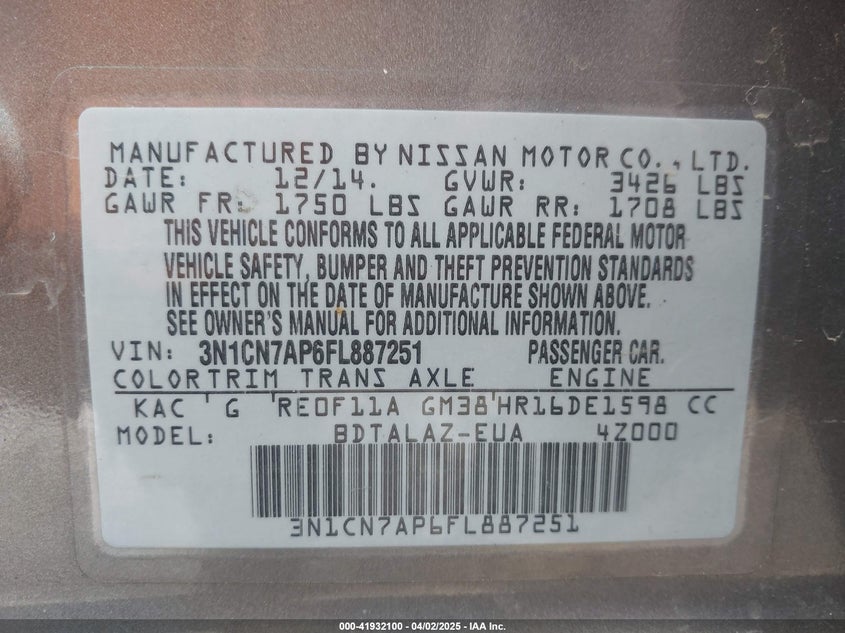 MANUFACTURED BY NISSAN MOTOR CO., LTD.
DATE: 12/14. GVWR: 3426 LBS
GAWR FR: 1750 LBS GAWR RR: 1708 LBS
THIS VEHICLE CONFORMS TO ALL APPLICABLE FEDERAL MOTOR
VEHICLE SAFETY, BUMPER AND THEFT PREVENTION STANDARDS
IN EFFECT ON THE DATE OF MANUFACTURE SHOWN ABOVE.
SEE OWNER'S MANUAL FOR ADDITIONAL INFORMATION.
VIN: 3N1CN7AP6FL887251 PASSENGER CAR.
COLORTRIM TRANS AXLE ENGINE
KAC ' G 'RE0F11A GM38'HR16DE1598 CC
MODEL: BDTALAZ-EUA 4Z000
3N1CN7AP6FL887251
000-41932100 - 04/02/2025 - IAA Inc.